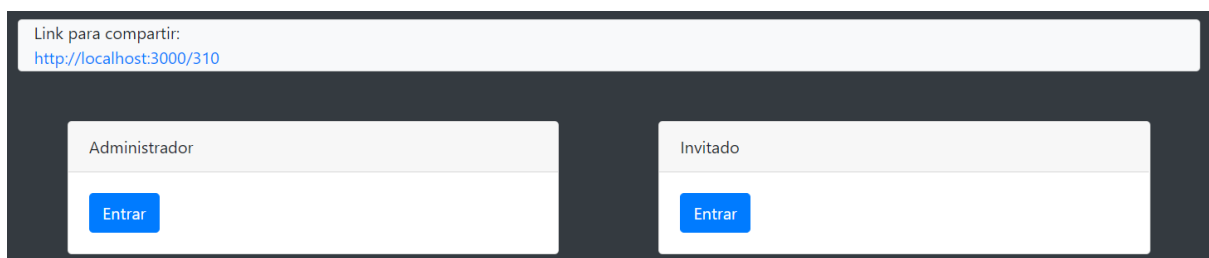 Link para compartir:
http://localhost:3000/310
Administrador
Entrar
Invitado
Entrar